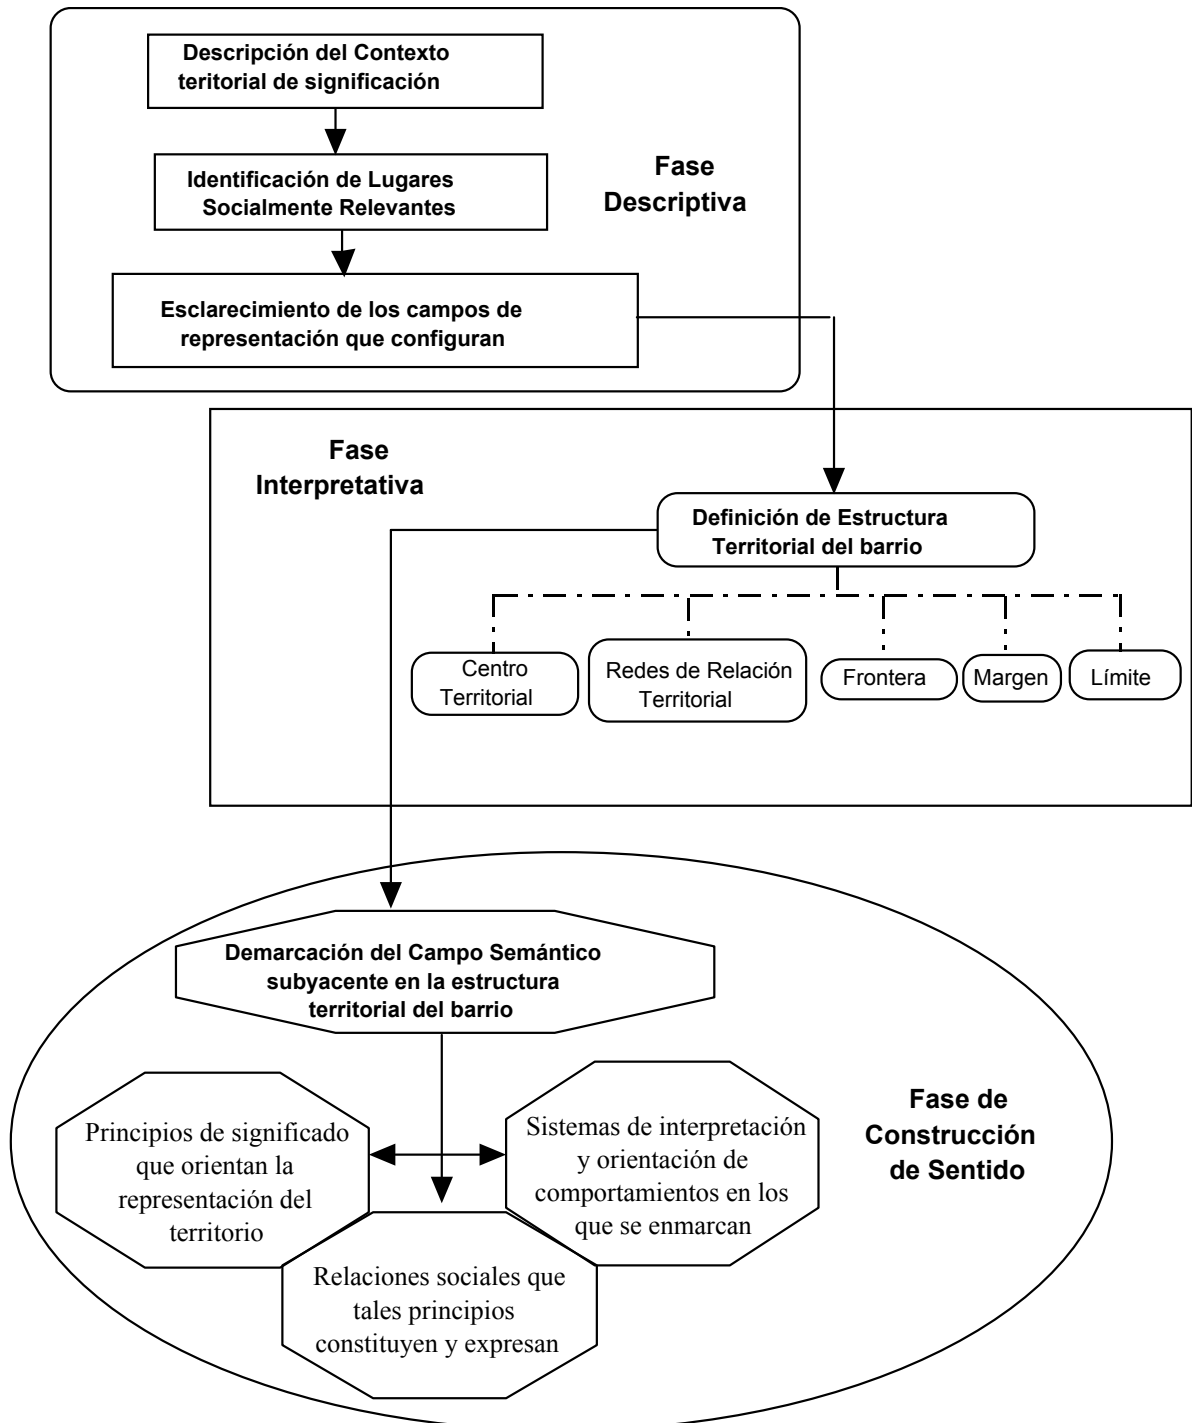 Descripción del Contexto
teritorial de significación
Identificación de Lugares
Socialmente Relevantes
Fase
Descriptiva
Esclarecimiento de los campos de
representación que configuran
Fase
Interpretativa
Definición de Estructura
Territorial del barrio
Centro
Territorial
Redes de Relación
Territorial
Frontera
Margen
Límite
Demarcación del Campo Semántico
subyacente en la estructura
territorial del barrio
Principios de significado
que orientan la
representación del
territorio
Sistemas de interpretación
y orientación de
comportamientos en los
que se enmarcan
Fase de
Construcción
de Sentido
Relaciones sociales que
tales principios
constituyen y expresan